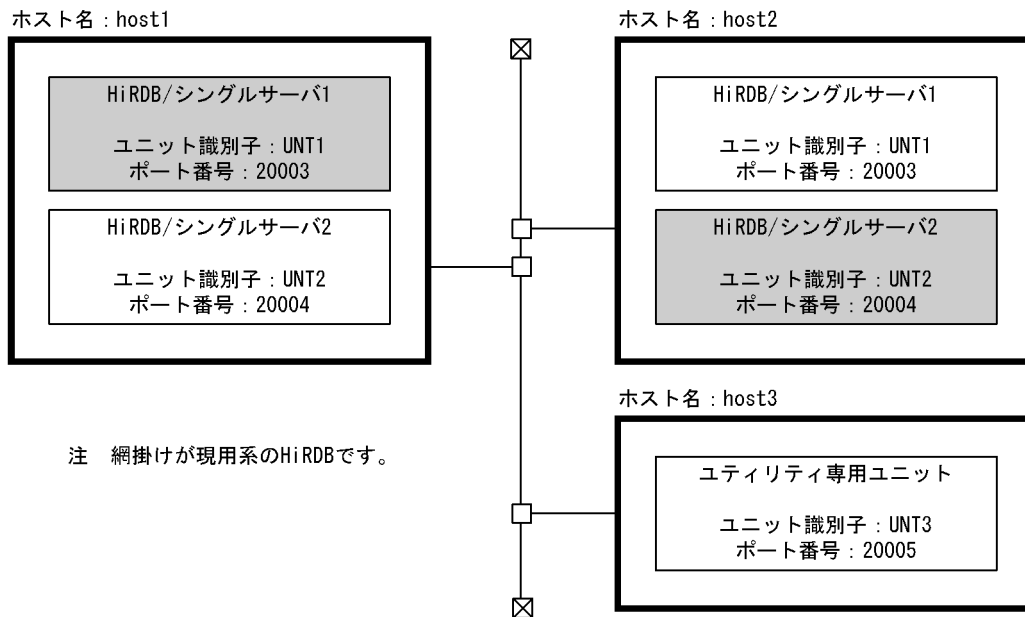 ホスト名：host1
HiRDB/シングルサーバ1
ユニット識別子：UNT1
ポート番号：20003
HiRDB/シングルサーバ2
ユニット識別子：UNT2
ポート番号：20004
ホスト名：host2
HiRDB/シングルサーバ1
ユニット識別子：UNT1
ポート番号：20003
HiRDB/シングルサーバ2
ユニット識別子：UNT2
ポート番号：20004
ホスト名：host3
ユティリティ専用ユニット
ユニット識別子：UNT3
ポート番号：20005
注　網掛けが現用系のHiRDBです。